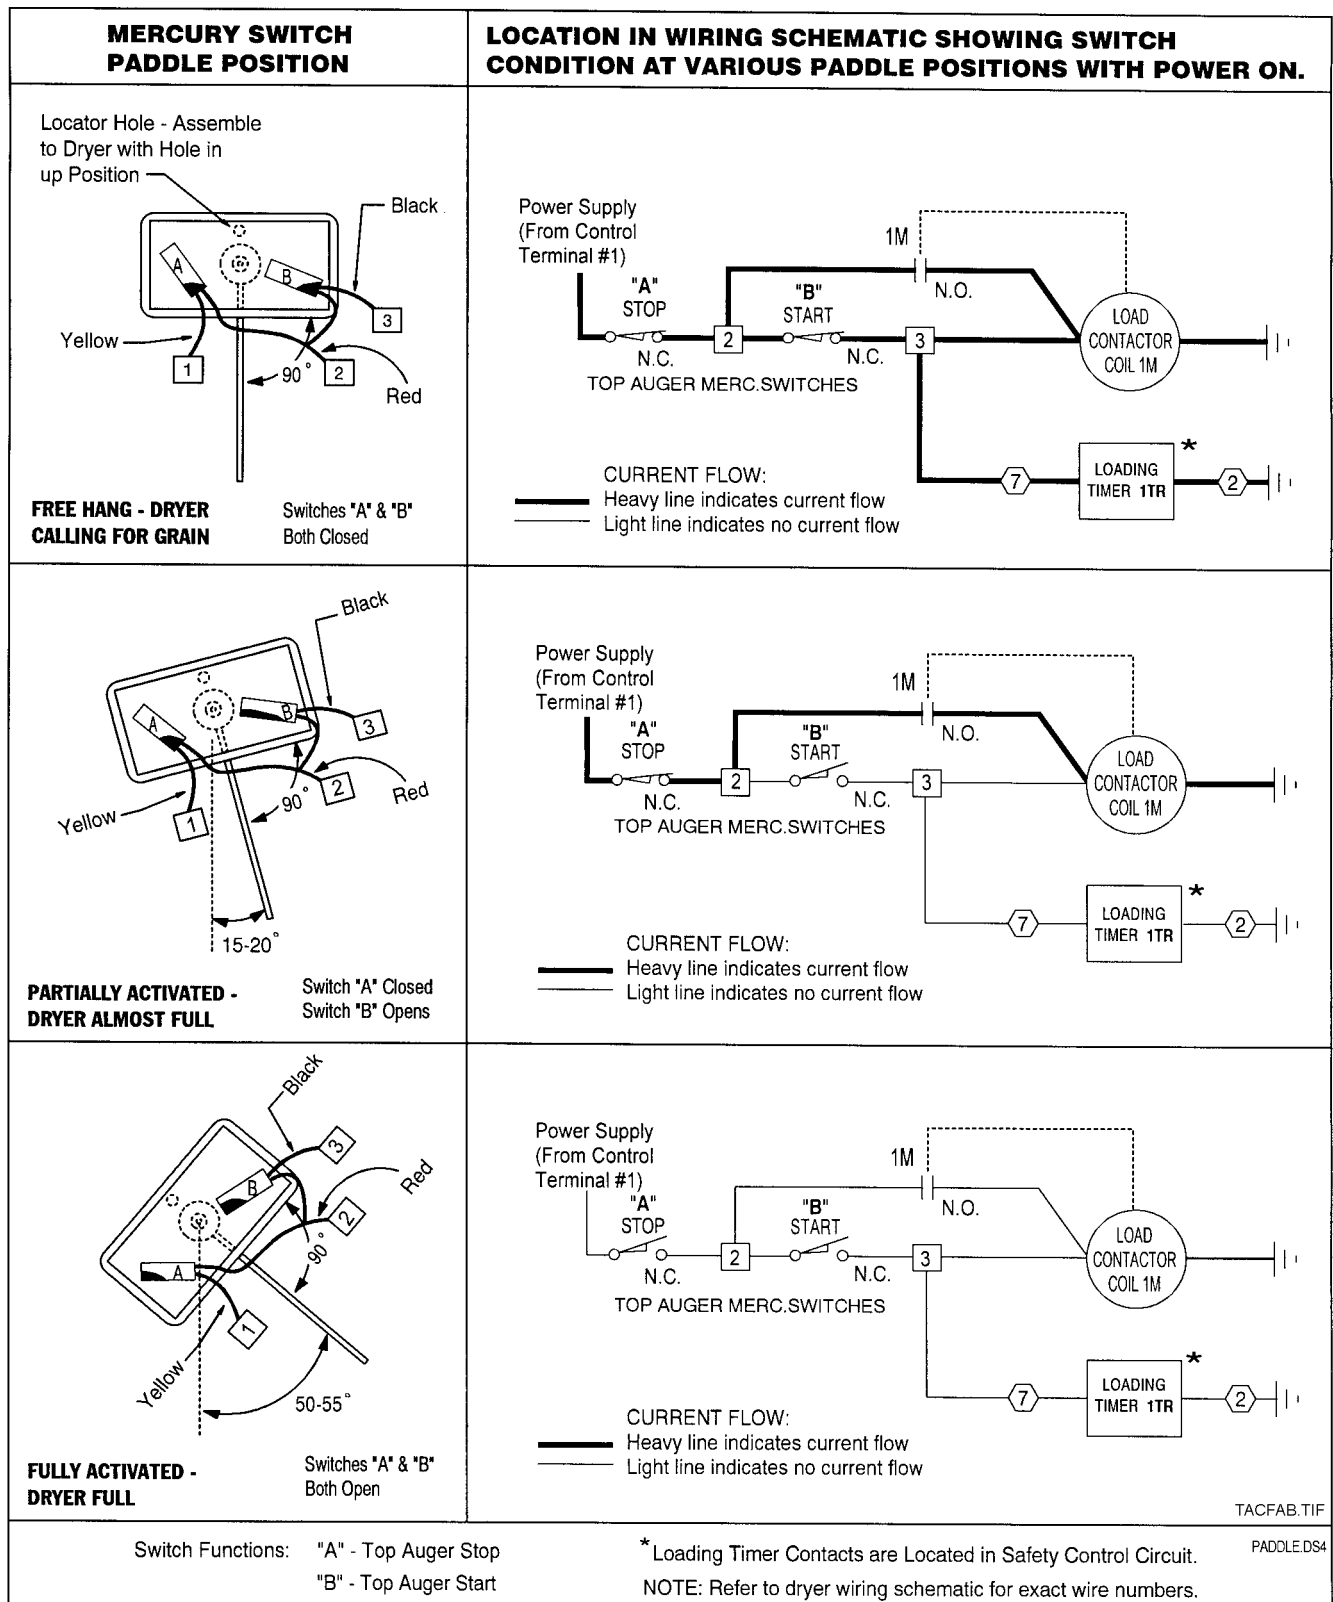 MERCURY SWITCH
PADDLE POSITION
LOCATION IN WIRING SCHEMATIC SHOWING SWITCH
CONDITION AT VARIOUS PADDLE POSITIONS WITH POWER ON.
Locator Hole - Assemble
to Dryer with Hole in
up Position
Black
A
B
3
Yellow
1
90°
2
Red
FREE HANG - DRYER
CALLING FOR GRAIN
Switches "A" & "B"
Both Closed
Power Supply
(From Control
Terminal #1)
1M
N.O.
"A"
STOP
"B"
START
2
3
N.C.
N.C.
TOP AUGER MERC.SWITCHES
LOAD
CONTACTOR
COIL 1M
*
7
LOADING
TIMER 1TR
2
CURRENT FLOW:
Heavy line indicates current flow
Light line indicates no current flow
Black
A
B
3
Yellow
1
90°
2
Red
15-20°
PARTIALLY ACTIVATED -
DRYER ALMOST FULL
Switch "A" Closed
Switch "B" Opens
Power Supply
(From Control
Terminal #1)
1M
N.O.
"A"
STOP
"B"
START
2
3
N.C.
N.C.
TOP AUGER MERC.SWITCHES
LOAD
CONTACTOR
COIL 1M
*
7
LOADING
TIMER 1TR
2
CURRENT FLOW:
Heavy line indicates current flow
Light line indicates no current flow
Black
3
B
Red
2
A
90°
1
Yellow
50-55°
FULLY ACTIVATED -
DRYER FULL
Switches "A" & "B"
Both Open
Power Supply
(From Control
Terminal #1)
1M
N.O.
"A"
STOP
"B"
START
2
3
N.C.
N.C.
TOP AUGER MERC.SWITCHES
LOAD
CONTACTOR
COIL 1M
*
7
LOADING
TIMER 1TR
2
CURRENT FLOW:
Heavy line indicates current flow
Light line indicates no current flow
TACFAB.TIF
Switch Functions: "A" - Top Auger Stop
"B" - Top Auger Start
*Loading Timer Contacts are Located in Safety Control Circuit.
NOTE: Refer to dryer wiring schematic for exact wire numbers.
PADDLE.DS4